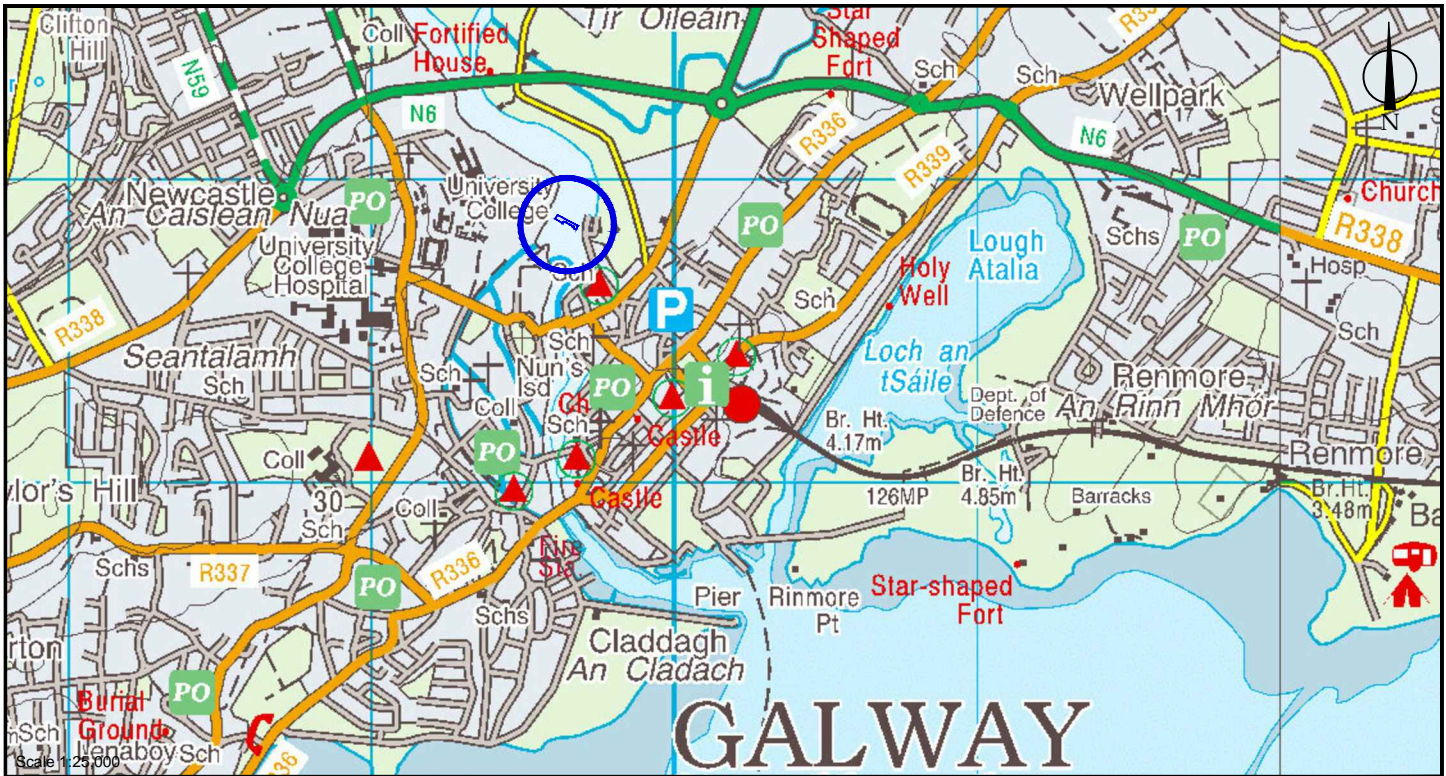 Clifton
Hill
N59
Coll
Fortified
House
Tír Oileáin
Star
Shaped
Fort
Sch
Sch
Wellpark
17
N
N6
N6
R336
R339
Newcastle
An Caisleán Nua
PO
University
College
PO
Schs
PO
Church
R338
University
College
Hospital
Lough
Atalia
Holy
Well
Hosp
Sch
R338
Sch
P
Sch
Sch
Seantalamh
Sch
Sch
Nun's
Isd
PO
i
Loch an
tSáile
Renmore
An Rinn Mhór
Dept. of
Defence
Coll
Ch
Sch
Castle
Br. Ht.
4.17m
Renmore
Coll
PO
Br. Ht.
4.85m
Br. Ht.
3.48m
Ba
ylor's Hill
30
Sch
Coll
Castle
126MP
Barracks
Schs
R337
PO
R336
Fire
Sta
Schs
Pier
Rinmore
Pt
Star-shaped
Fort
Claddagh
An Cladach
rton
PO
Burial
Ground
Sch
Lenaboy
Sch
36
GALWAY
Scale 1:25,000